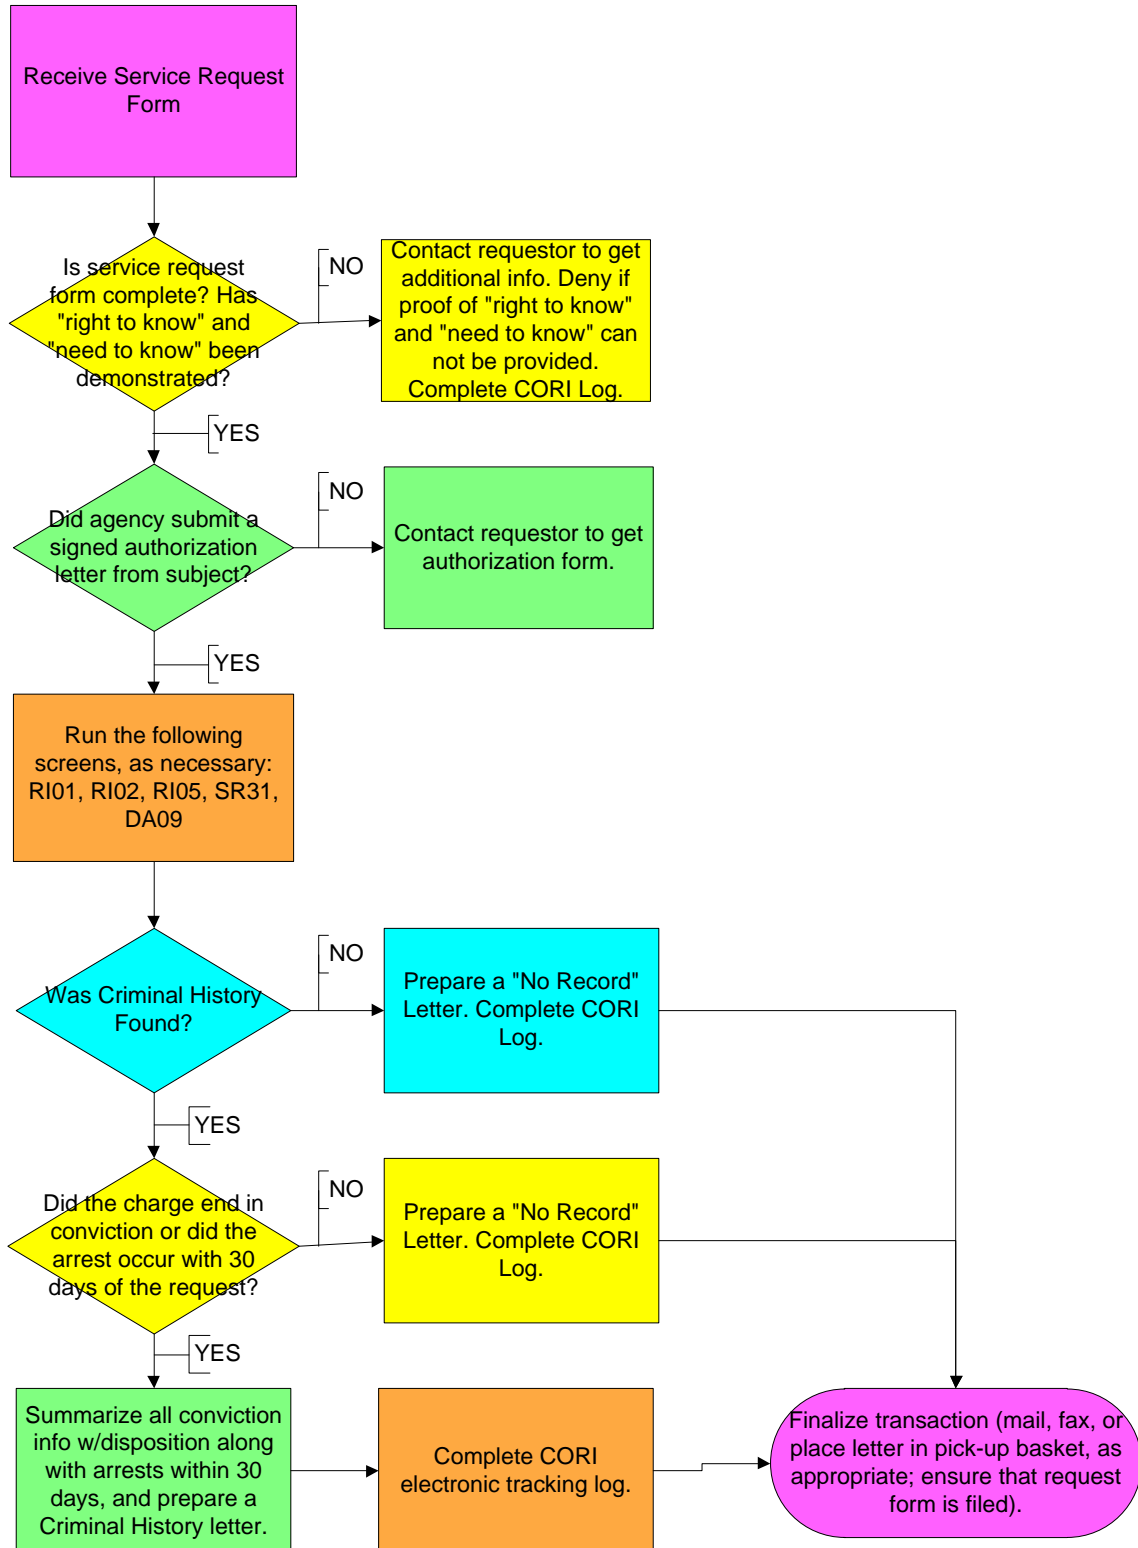 Receive Service Request
Form
Is service request
form complete? Has
"right to know" and
"need to know" been
demonstrated?
NO
Contact requestor to get
additional info. Deny if
proof of "right to know"
and "need to know" can
not be provided.
Complete CORI Log.
YES
Did agency submit a
signed authorization
letter from subject?
NO
Contact requestor to get
authorization form.
YES
Run the following
screens, as necessary:
RI01, RI02, RI05, SR31,
DA09
Was Criminal History
Found?
NO
Prepare a "No Record"
Letter. Complete CORI
Log.
YES
Did the charge end in
conviction or did the
arrest occur with 30
days of the request?
NO
Prepare a "No Record"
Letter. Complete CORI
Log.
YES
Summarize all conviction
info w/disposition along
with arrests within 30
days, and prepare a
Criminal History letter.
Complete CORI
electronic tracking log.
Finalize transaction (mail, fax, or
place letter in pick-up basket, as
appropriate; ensure that request
form is filed).